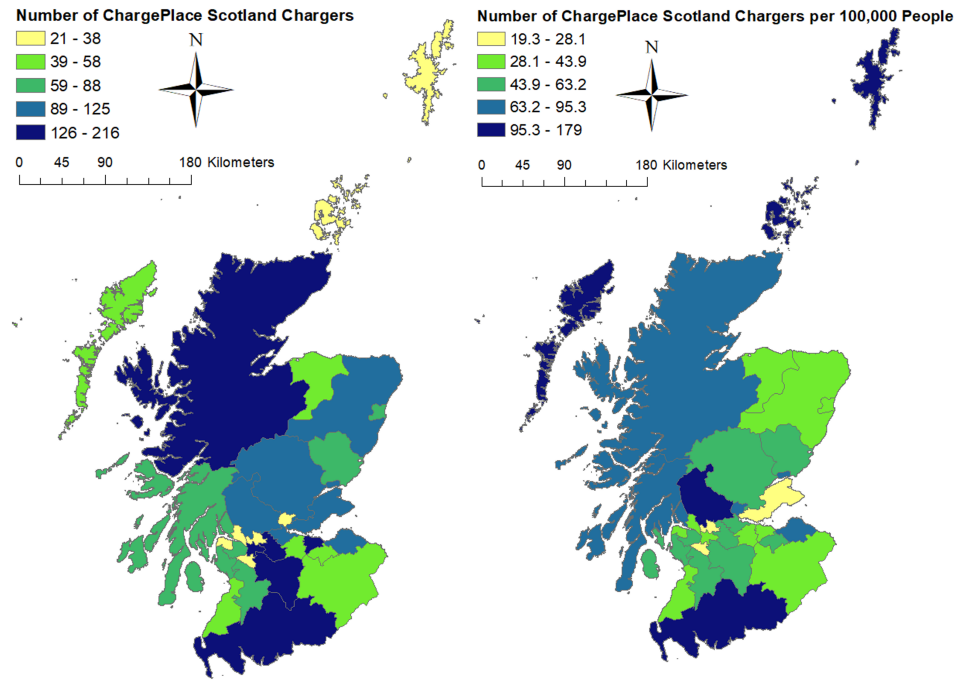 Number of ChargePlace Scotland Chargers
21 - 38
39 - 58
59 - 88
89 - 125
126 - 216
N
0 45 90 180 Kilometers
Number of ChargePlace Scotland Chargers per 100,000 People
19.3 - 28.1
28.1 - 43.9
43.9 - 63.2
63.2 - 95.3
95.3 - 179
N
0 45 90 180 Kilometers